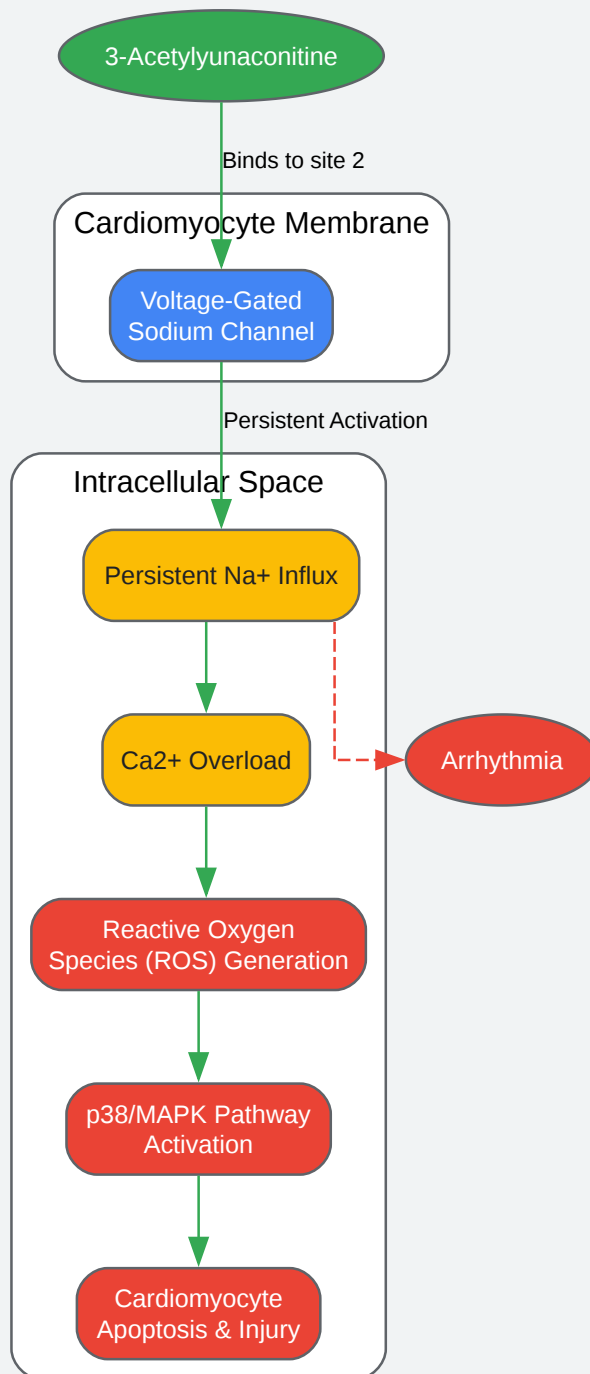 3-Acetylyunaconitine
Binds to site 2
Cardiomyocyte Membrane
Voltage-Gated
Sodium Channel
Persistent Activation
Intracellular Space
Persistent Na+ Influx
Ca2+ Overload
Arrhythmia
Reactive Oxygen
Species (ROS) Generation
p38/MAPK Pathway
Activation
Cardiomyocyte
Apoptosis & Injury